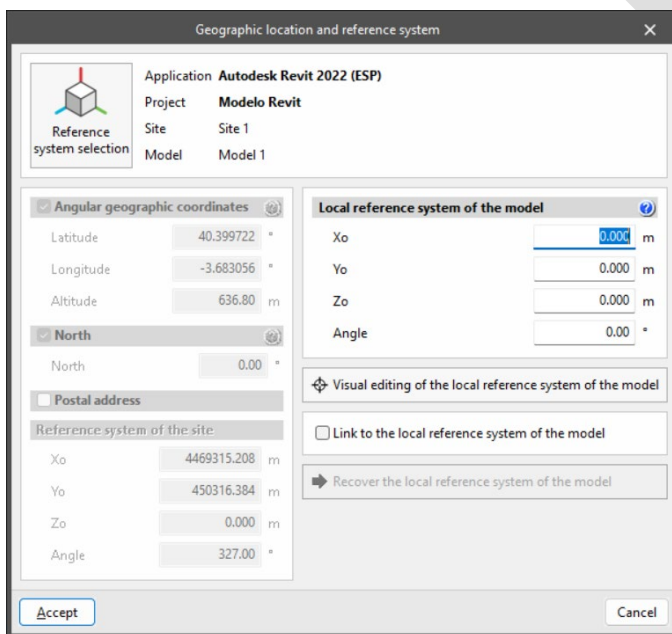 Geographic location and reference system
Reference
system selection
Application Autodesk Revit 2022 (ESP)
Project Modelo Revit
Site Site 1
Model Model 1
Angular geographic coordinates
Latitude 40.399722 °
Longitude -3.683056 °
Altitude 636.80 m
North
North 0.00 °
Postal address
Reference system of the site
Xo 4469315.208 m
Yo 450316.384 m
Zo 0.000 m
Angle 327.00 °
Local reference system of the model
Xo 0.000 m
Yo 0.000 m
Zo 0.000 m
Angle 0.00 °
Visual editing of the local reference system of the model
Link to the local reference system of the model
Recover the local reference system of the model
Accept
Cancel